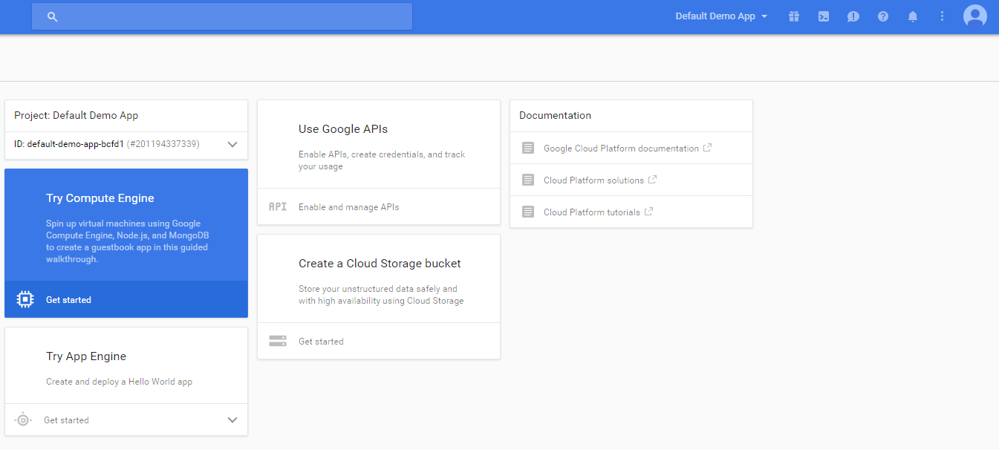 Default Demo App
Project: Default Demo App
ID: default-demo-app-bcfd1 (#201194337339)
Try Compute Engine
Spin up virtual machines using Google
Compute Engine, Node.js, and MongoDB
to create a guestbook app in this guided
walkthrough.
Get started
Try App Engine
Create and deploy a Hello World app
Get started
Use Google APIs
Enable APIs, create credentials, and track
your usage
API Enable and manage APIs
Create a Cloud Storage bucket
Store your unstructured data safely and
with high availability using Cloud Storage
Get started
Documentation
Google Cloud Platform documentation
Cloud Platform solutions
Cloud Platform tutorials